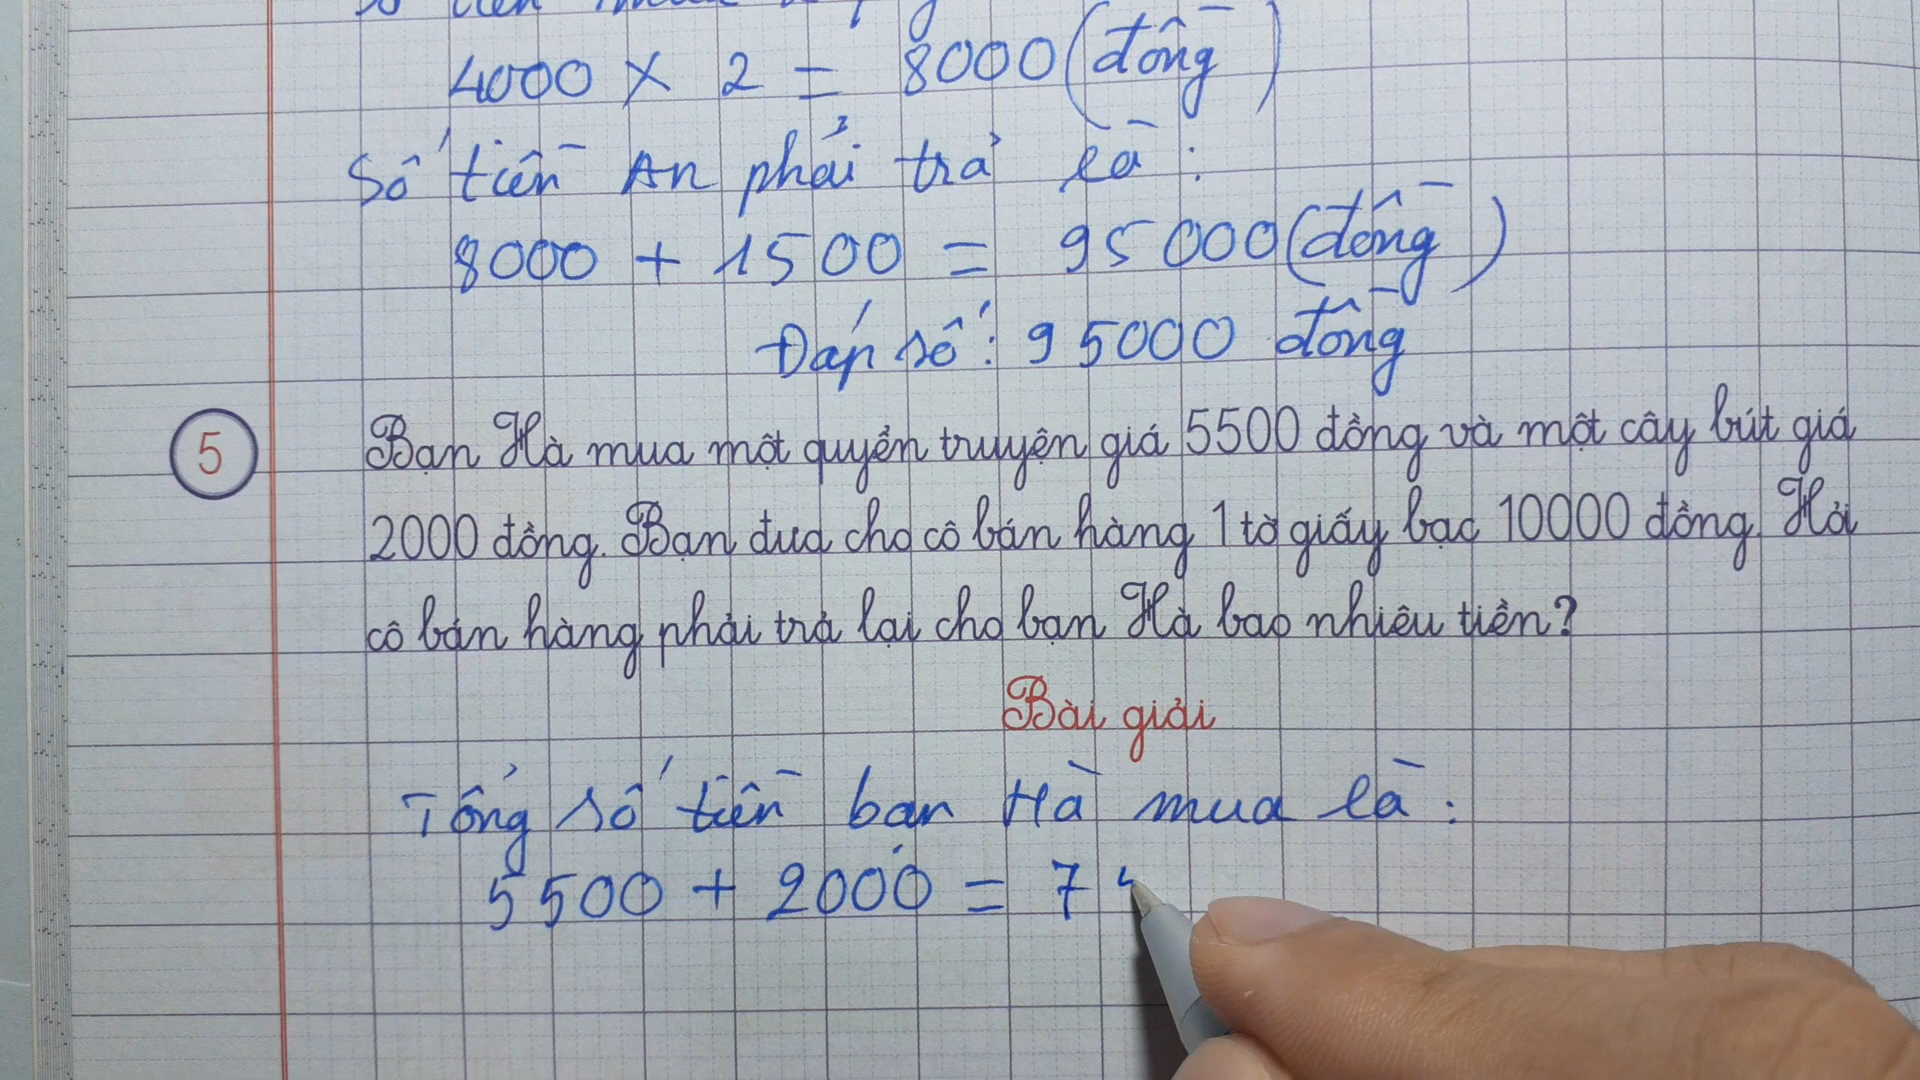 4000 x 2 = 8000 (đồng)
Số tiền An phải trả là :
8000 + 1500 = 95000 (đồng)
Đáp số : 95000 đồng
5 Bạn Hà mua một quyển truyện giá 5500 đồng và một cây bút giá
2000 đồng. Bạn đưa cho cô bán hàng 1 tờ giấy bạc 10000 đồng. Hỏi
cô bán hàng phải trả lại cho bạn Hà bao nhiêu tiền?
Bài giải
Tổng số tiền bạn Hà mua là :
5500 + 2000 = 7